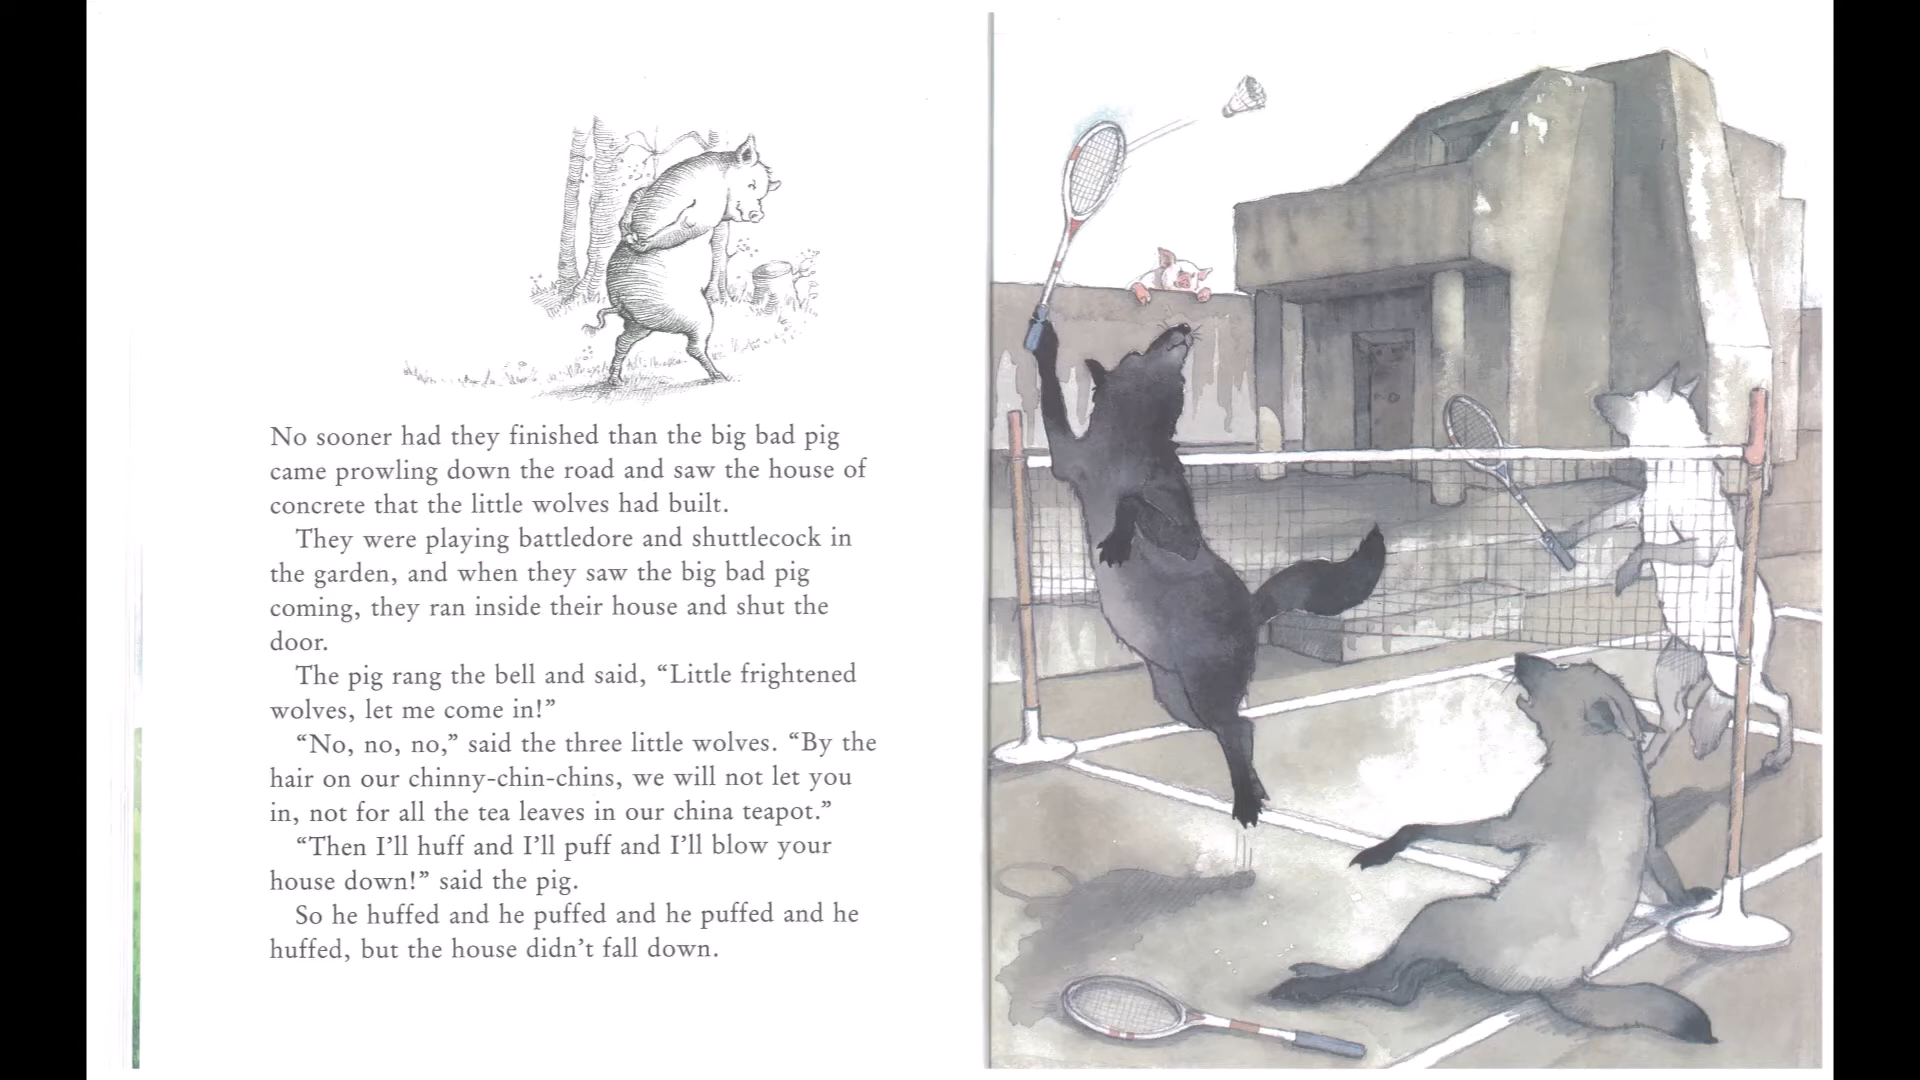 No sooner had they finished than the big bad pig
came prowling down the road and saw the house of
concrete that the little wolves had built.
They were playing battledore and shuttlecock in
the garden, and when they saw the big bad pig
coming, they ran inside their house and shut the
door.
The pig rang the bell and said, “Little frightened
wolves, let me come in!”
“No, no, no,” said the three little wolves. “By the
hair on our chinny-chin-chins, we will not let you
in, not for all the tea leaves in our china teapot.”
“Then I’ll huff and I’ll puff and I’ll blow your
house down!” said the pig.
So he huffed and he puffed and he puffed and he
huffed, but the house didn’t fall down.